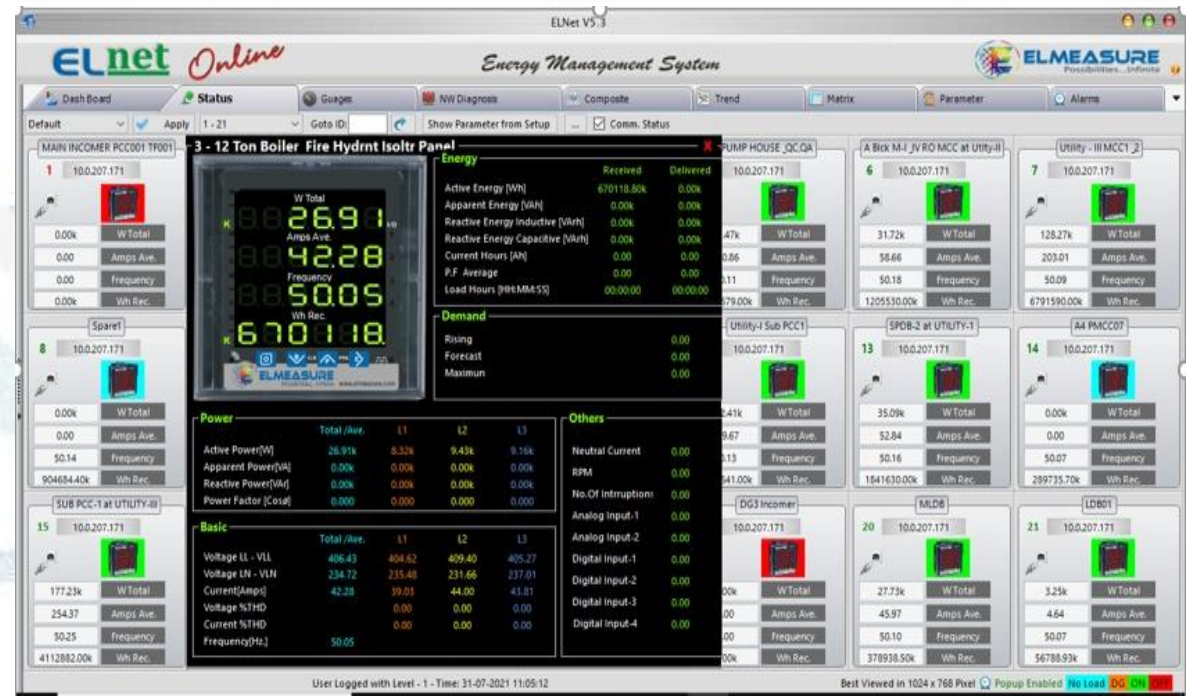 ELNet V5.3
ELnet Online
Energy Management System
ELMEASURE
Possibilities...Infinite
Dash Board Status Guages NW Diagnosis Composite Trend Matrix Parameter Alarms
Default Apply 1 - 21 Goto ID: Show Parameter from Setup ... Comm. Status
MAIN INCOMER PCC001 TF001
1 10.0.207.171
0.00k W Total
0.00 Amps Ave.
0.00 Frequency
0.00k Wh Rec.
Spare1
8 10.0.207.171
0.00k W Total
0.00 Amps Ave.
50.14 Frequency
904684.40k Wh Rec.
SUB PCC-1 at UTILITY-III
15 10.0.207.171
177.23k W Total
254.37 Amps Ave.
50.25 Frequency
4112882.00k Wh Rec.
3 - 12 Ton Boiler Fire Hydrnt Isoltr Panel X
W Total
K 26.91
Amps Ave.
42.28
Frequency
50.05
Wh Rec.
K 670118.
ELMEASURE
Energy
Received Delivered
Active Energy [Wh] 670118.80k 0.00k
Apparent Energy [VAh] 0.00k 0.00k
Reactive Energy Inductive [VArh] 0.00k 0.00k
Reactive Energy Capacitive [VArh] 0.00k 0.00k
Current Hours [Ah] 0.00 0.00
P.F Average 0.00 0.00
Load Hours [HH:MM:SS] 00:00:00 00:00:00
Demand
Rising 0.00
Forecast 0.00
Maximun 0.00
Power
Total /Ave. L1 L2 L3
Active Power[W] 26.91k 8.32k 9.43k 9.16k
Apparent Power[VA] 0.00k 0.00k 0.00k 0.00k
Reactive Power[VAr] 0.00k 0.00k 0.00k 0.00k
Power Factor [Cosø] 0.000 0.000 0.000 0.000
Basic
Total /Ave. L1 L2 L3
Voltage LL - VLL 406.43 404.62 409.40 405.27
Voltage LN - VLN 234.72 235.48 231.66 237.01
Current[Amps] 42.28 39.03 44.00 43.81
Voltage %THD 0.00 0.00 0.00
Current %THD 0.00 0.00 0.00
Frequency[Hz.] 50.05
Others
Neutral Current 0.00
RPM 0.00
No.Of Intrruptions 0.00
Analog Input-1 0.00
Analog Input-2 0.00
Digital Input-1 0.00
Digital Input-2 0.00
Digital Input-3 0.00
Digital Input-4 0.00
PUMP HOUSE_QC.QA
10.0.207.171
.47k W Total
0.86 Amps Ave.
0.11 Frequency
579.00k Wh Rec.
Utility-I Sub PCC1
10.0.207.171
2.41k W Total
9.67 Amps Ave.
0.13 Frequency
541.00k Wh Rec.
DG3 Incomer
10.0.207.171
00k W Total
.00 Amps Ave.
.00 Frequency
00k Wh Rec.
A Blck M-I_JV RO MCC at Utity-II
6 10.0.207.171
31.72k W Total
58.66 Amps Ave.
50.18 Frequency
1205530.00k Wh Rec.
SPDB-2 at UTILITY-1
13 10.0.207.171
35.09k W Total
52.84 Amps Ave.
50.16 Frequency
1841630.00k Wh Rec.
MLDB
20 10.0.207.171
27.73k W Total
45.97 Amps Ave.
50.10 Frequency
378938.50k Wh Rec.
Utility - III MCC1_2
7 10.0.207.171
128.27k W Total
203.01 Amps Ave.
50.09 Frequency
6791590.00k Wh Rec.
A4 PMCC07
14 10.0.207.171
0.00k W Total
0.00 Amps Ave.
50.07 Frequency
289735.70k Wh Rec.
LDB01
21 10.0.207.171
3.25k W Total
4.64 Amps Ave.
50.07 Frequency
56788.93k Wh Rec.
User Logged with Level - 1 - Time: 31-07-2021 11:05:12
Best Viewed in 1024 x 768 Pixel Popup Enabled No Load DG ON OFF